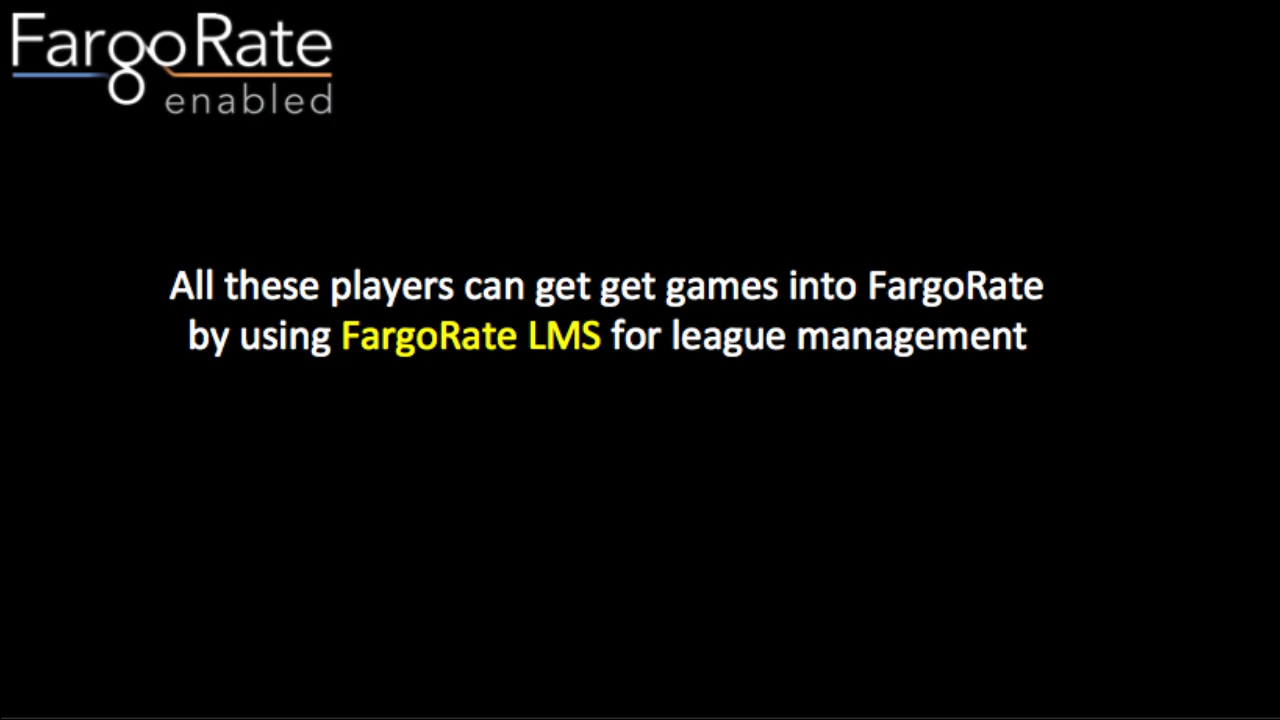 FargoRate
enabled
All these players can get get games into FargoRate
by using FargoRate LMS for league management